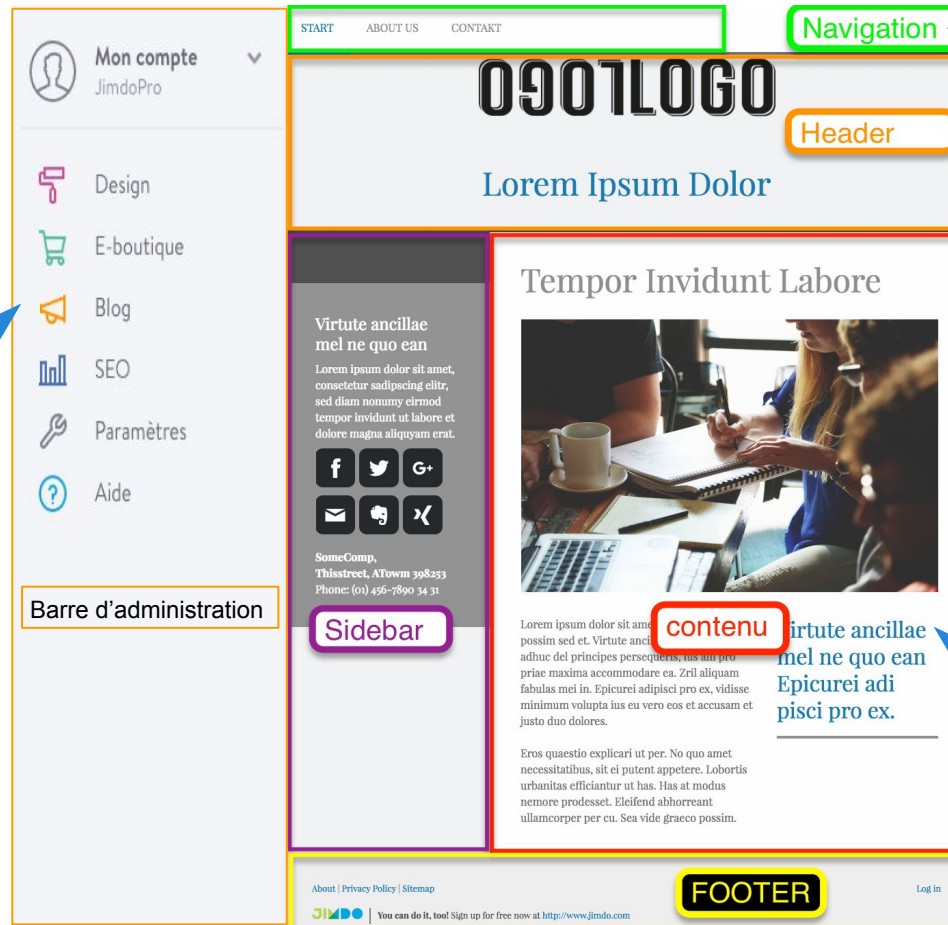 Mon compte
JimdoPro
Design
E-boutique
Blog
SEO
Paramètres
Aide
Barre d'administration
START ABOUT US CONTAKT
Navigation
OGOTLOGO
Header
Lorem Ipsum Dolor
Virtute ancillae
mel ne quo ean
Lorem ipsum dolor sit amet,
consetetur sadipscing elitr,
sed diam nonumy eirmod
tempor invidunt ut labore et
dolore magna aliquyam erat.
f G+
SomeComp,
Thisstreet, ATowm 398253
Phone: (01) 456-7890 34 31
Sidebar
Tempor Invidunt Labore
contenu
Lorem ipsum dolor sit ame
possim sed et. Virtute anci
adhuc del principes persequeris, ius alii pro
priae maxima accommodare ea. Zril aliquam
fabulas mei in. Epicurei adipisci pro ex, vidisse
minimum volupta ius eu vero eos et accusam et
justo duo dolores.
Eros quaestio explicari ut per. No quo amet
necessitatibus, sit ei putent appetere. Lobortis
urbanitas efficiantur ut has. Has at modus
nemore prodesset. Eleifend abhorreant
ullamcorper per cu. Sea vide graeco possim.
irtute ancillae
mel ne quo ean
Epicurei adi
pisci pro ex.
About | Privacy Policy | Sitemap
FOOTER
Log in
JIMDO | You can do it, too! Sign up for free now at http://www.jimdo.com